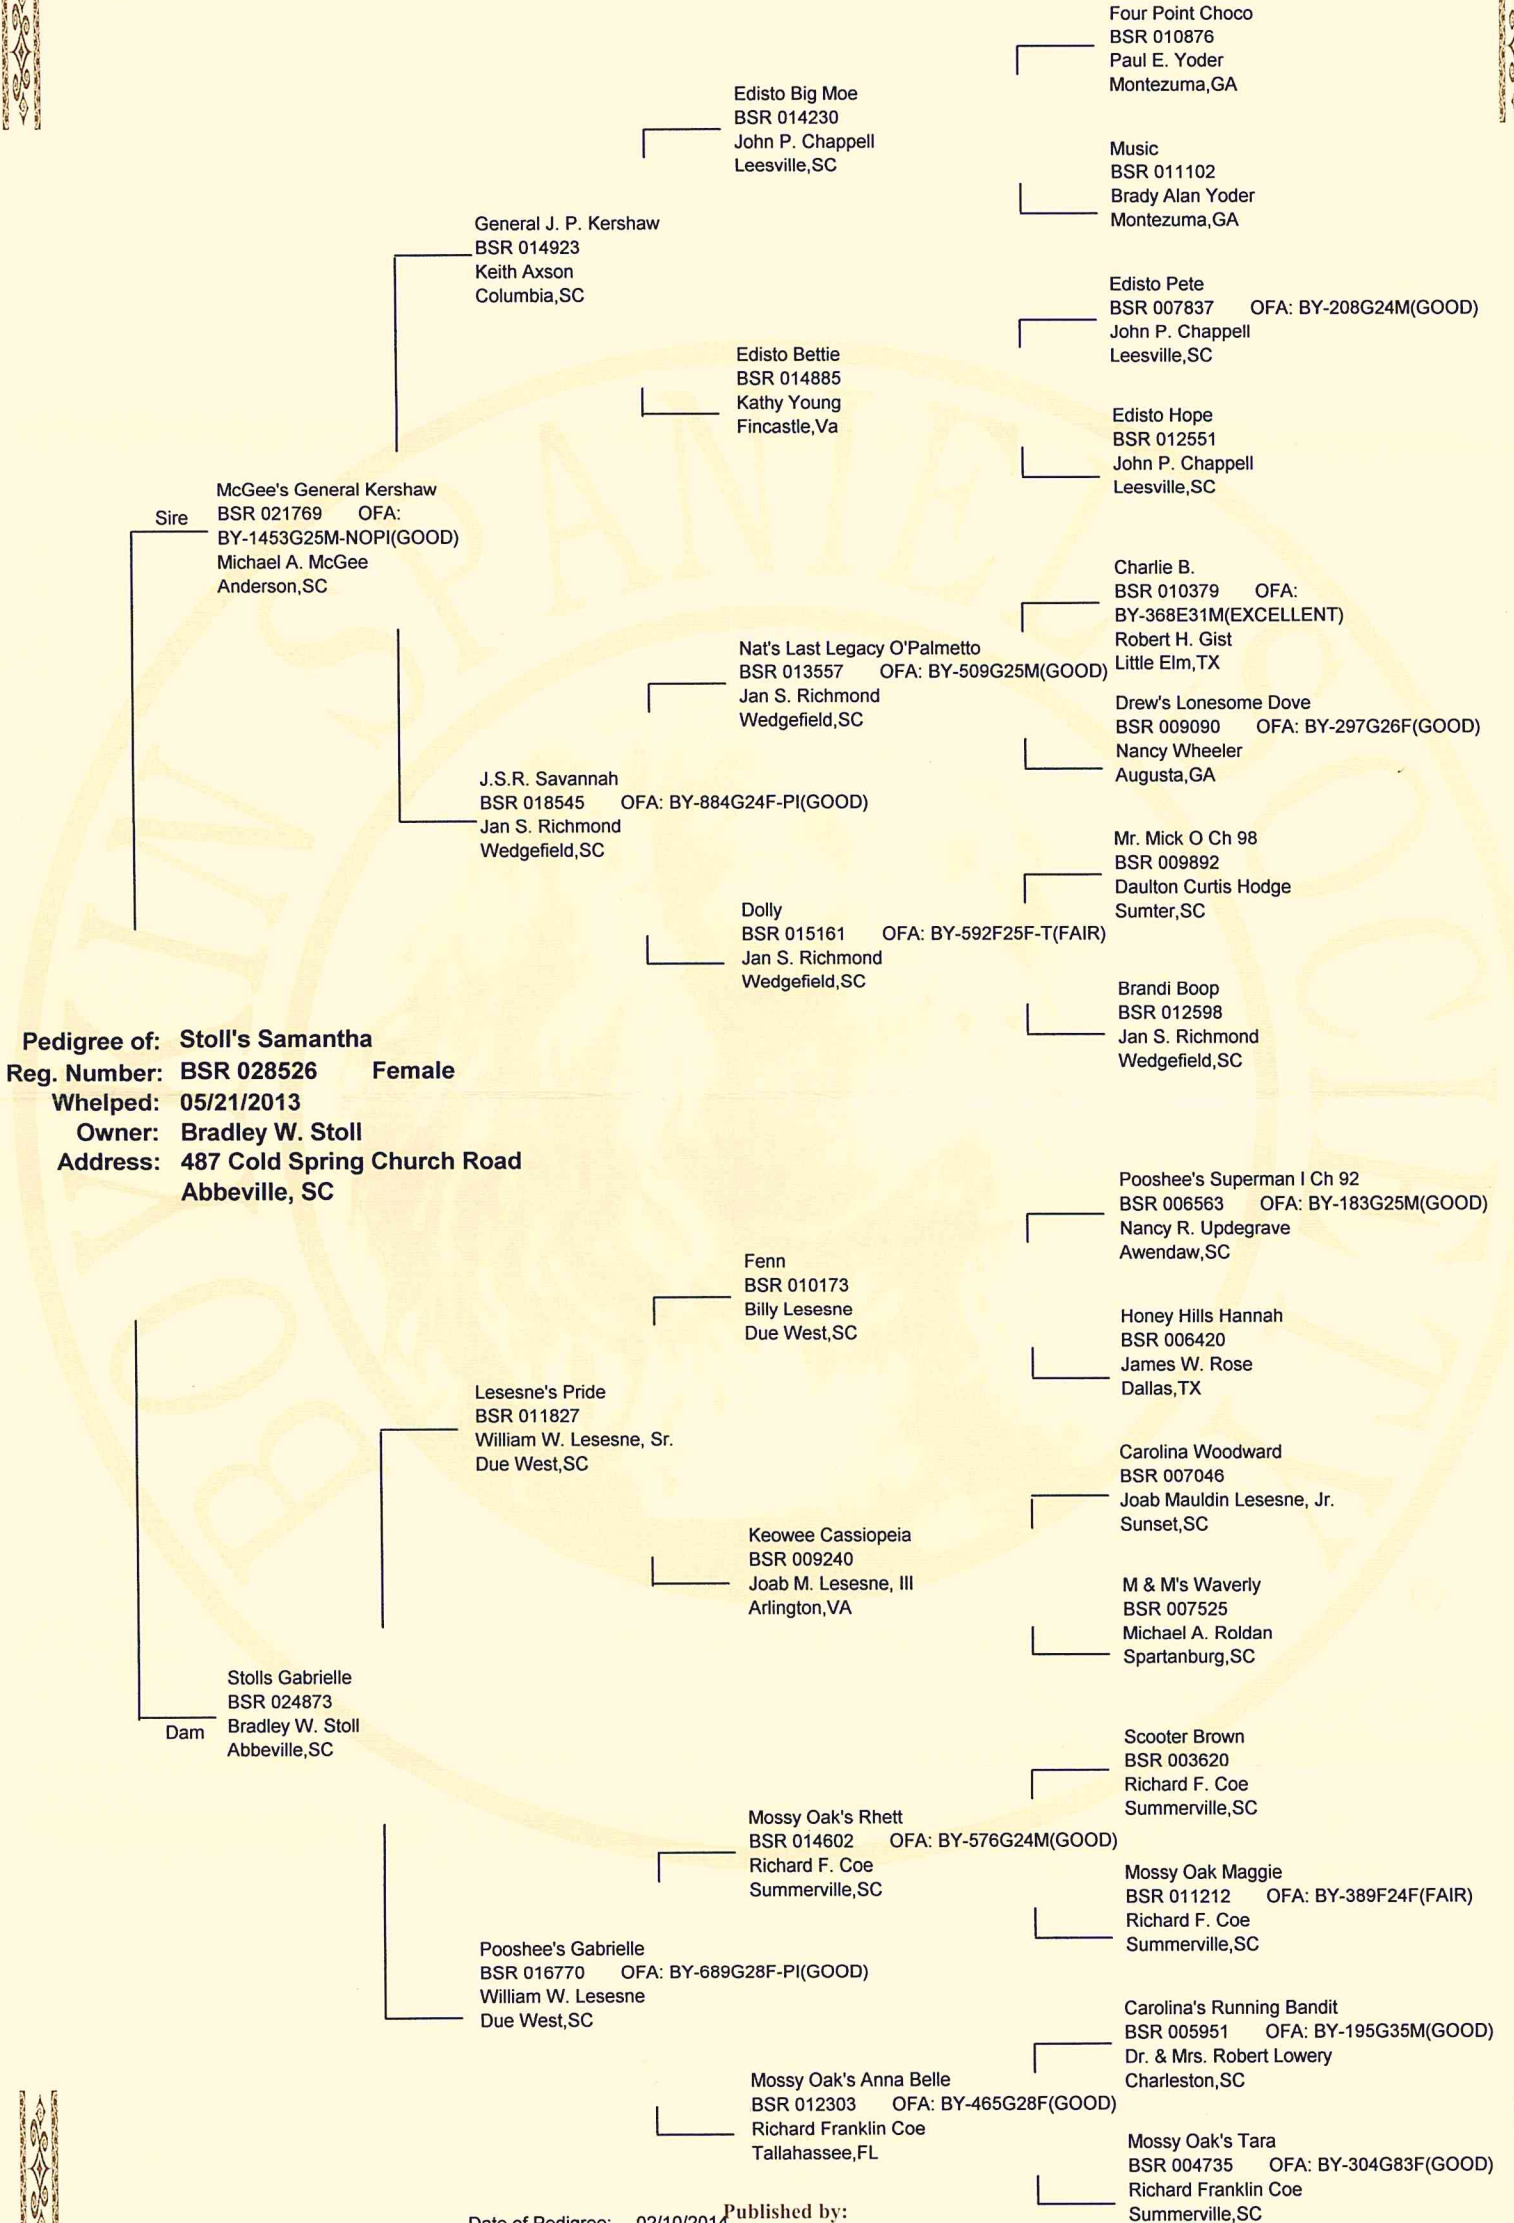 Four Point Choco
BSR 010876
Paul E. Yoder
Montezuma,GA
Edisto Big Moe
BSR 014230
John P. Chappell
Leesville,SC
Music
BSR 011102
Brady Alan Yoder
Montezuma,GA
General J. P. Kershaw
BSR 014923
Keith Axson
Columbia,SC
Edisto Pete
BSR 007837 OFA: BY-208G24M(GOOD)
John P. Chappell
Leesville,SC
Edisto Bettie
BSR 014885
Kathy Young
Fincastle,Va
Edisto Hope
BSR 012551
John P. Chappell
Leesville,SC
Sire
McGee's General Kershaw
BSR 021769 OFA:
BY-1453G25M-NOPI(GOOD)
Michael A. McGee
Anderson,SC
Charlie B.
BSR 010379 OFA:
BY-368E31M(EXCELLENT)
Robert H. Gist
Little Elm,TX
Nat's Last Legacy O'Palmetto
BSR 013557 OFA: BY-509G25M(GOOD)
Jan S. Richmond
Wedgefield,SC
Drew's Lonesome Dove
BSR 009090 OFA: BY-297G26F(GOOD)
Nancy Wheeler
Augusta,GA
J.S.R. Savannah
BSR 018545 OFA: BY-884G24F-PI(GOOD)
Jan S. Richmond
Wedgefield,SC
Mr. Mick O Ch 98
BSR 009892
Daulton Curtis Hodge
Sumter,SC
Dolly
BSR 015161 OFA: BY-592F25F-T(FAIR)
Jan S. Richmond
Wedgefield,SC
Brandi Boop
BSR 012598
Jan S. Richmond
Wedgefield,SC
Pedigree of: Stoll's Samantha
Reg. Number: BSR 028526 Female
Whelped: 05/21/2013
Owner: Bradley W. Stoll
Address: 487 Cold Spring Church Road
Abbeville, SC
Pooshee's Superman I Ch 92
BSR 006563 OFA: BY-183G25M(GOOD)
Nancy R. Updegrave
Awendaw,SC
Fenn
BSR 010173
Billy Lesesne
Due West,SC
Honey Hills Hannah
BSR 006420
James W. Rose
Dallas,TX
Lesesne's Pride
BSR 011827
William W. Lesesne, Sr.
Due West,SC
Carolina Woodward
BSR 007046
Joab Mauldin Lesesne, Jr.
Sunset,SC
Keowee Cassiopeia
BSR 009240
Joab M. Lesesne, III
Arlington,VA
M & M's Waverly
BSR 007525
Michael A. Roldan
Spartanburg,SC
Dam
Stolls Gabrielle
BSR 024873
Bradley W. Stoll
Abbeville,SC
Scooter Brown
BSR 003620
Richard F. Coe
Summerville,SC
Mossy Oak's Rhett
BSR 014602 OFA: BY-576G24M(GOOD)
Richard F. Coe
Summerville,SC
Mossy Oak Maggie
BSR 011212 OFA: BY-389F24F(FAIR)
Richard F. Coe
Summerville,SC
Pooshee's Gabrielle
BSR 016770 OFA: BY-689G28F-PI(GOOD)
William W. Lesesne
Due West,SC
Carolina's Running Bandit
BSR 005951 OFA: BY-195G35M(GOOD)
Dr. & Mrs. Robert Lowery
Charleston,SC
Mossy Oak's Anna Belle
BSR 012303 OFA: BY-465G28F(GOOD)
Richard Franklin Coe
Tallahassee,FL
Mossy Oak's Tara
BSR 004735 OFA: BY-304G83F(GOOD)
Richard Franklin Coe
Summerville,SC
Date of Pedigree: 02/10/2014
Published by:
BOYKIN SPANIEL SOCIETY